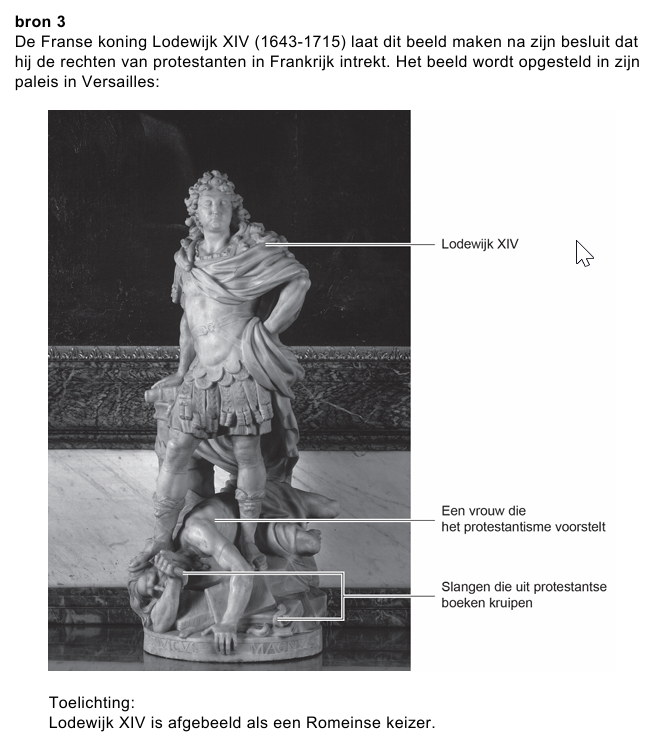 bron 3
De Franse koning Lodewijk XIV (1643-1715) laat dit beeld maken na zijn besluit dat
hij de rechten van protestanten in Frankrijk intrekt. Het beeld wordt opgesteld in zijn
paleis in Versailles:
Lodewijk XIV
Een vrouw die
het protestantisme voorstelt
Slangen die uit protestantse
boeken kruipen
Toelichting:
Lodewijk XIV is afgebeeld als een Romeinse keizer.